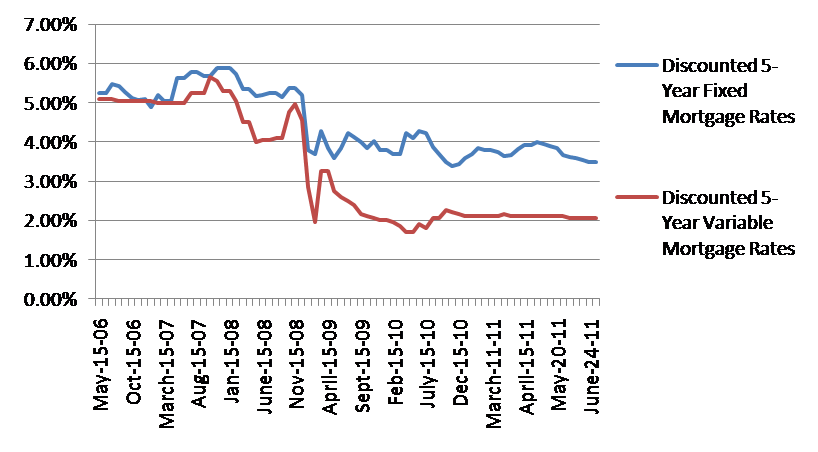 7.00%
6.00%
5.00%
4.00%
3.00%
2.00%
1.00%
0.00%
May-15-06
Oct-15-06
March-15-07
Aug-15-07
Jan-15-08
June-15-08
Nov-15-08
April-15-09
Sept-15-09
Feb-15-10
July-15-10
Dec-15-10
March-11-11
April-15-11
May-20-11
June-24-11
Discounted 5-
Year Fixed
Mortgage Rates
Discounted 5-
Year Variable
Mortgage Rates